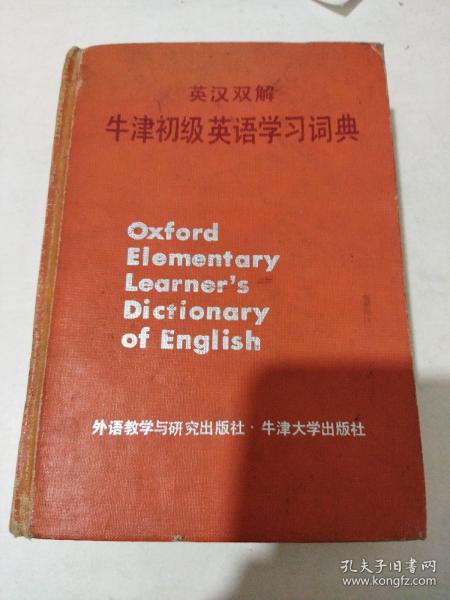 英汉双解
牛津初级英语学习词典
Oxford
Elementary
Learner's
Dictionary
of English
外语教学与研究出版社·牛津大学出版社
孔夫子旧书网
www.kongfz.com